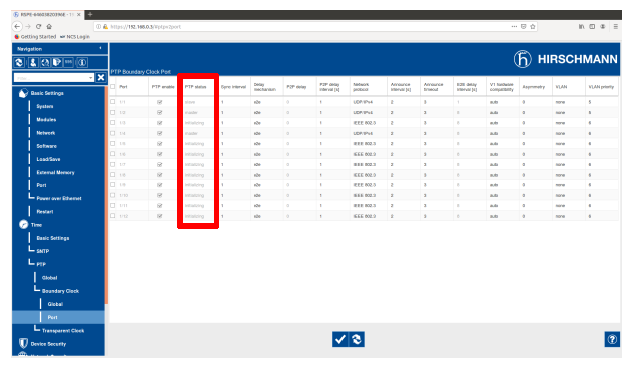 RSPE-6469382D396E - 11
https://192.168.0.3/#ptpv2port
Getting Started NCS Login
Navigation
HIRSCHMANN
PTP Boundary Clock Port
Port PTP enable PTP status Sync interval Delay mechanism P2P delay P2P delay interval [s] Network protocol Announce interval [s] Announce timeout E2E delay interval [s] V1 hardware compatibility Asymmetry VLAN VLAN priority
1/1 slave 1 e2e 0 1 UDP/IPv4 2 3 1 auto 0 none 5
1/2 master 1 e2e 0 1 UDP/IPv4 2 3 0 auto 0 none 6
1/3 initializing 1 e2e 0 1 IEEE 802.3 2 3 0 auto 0 none 6
1/4 master 1 e2e 0 1 UDP/IPv4 2 3 0 auto 0 none 6
1/5 initializing 1 e2e 0 1 IEEE 802.3 2 3 0 auto 0 none 6
1/6 initializing 1 e2e 0 1 IEEE 802.3 2 3 0 auto 0 none 6
1/7 initializing 1 e2e 0 1 IEEE 802.3 2 3 0 auto 0 none 6
1/8 initializing 1 e2e 0 1 IEEE 802.3 2 3 0 auto 0 none 6
1/9 initializing 1 e2e 0 1 IEEE 802.3 2 3 0 auto 0 none 6
1/10 initializing 1 e2e 0 1 IEEE 802.3 2 3 0 auto 0 none 6
1/11 initializing 1 e2e 0 1 IEEE 802.3 2 3 0 auto 0 none 6
1/12 initializing 1 e2e 0 1 IEEE 802.3 2 3 0 auto 0 none 6
Basic Settings
System
Modules
Network
Software
Load/Save
External Memory
Port
Power over Ethernet
Restart
Time
Basic Settings
SNTP
PTP
Global
Boundary Clock
Global
Port
Transparent Clock
Device Security